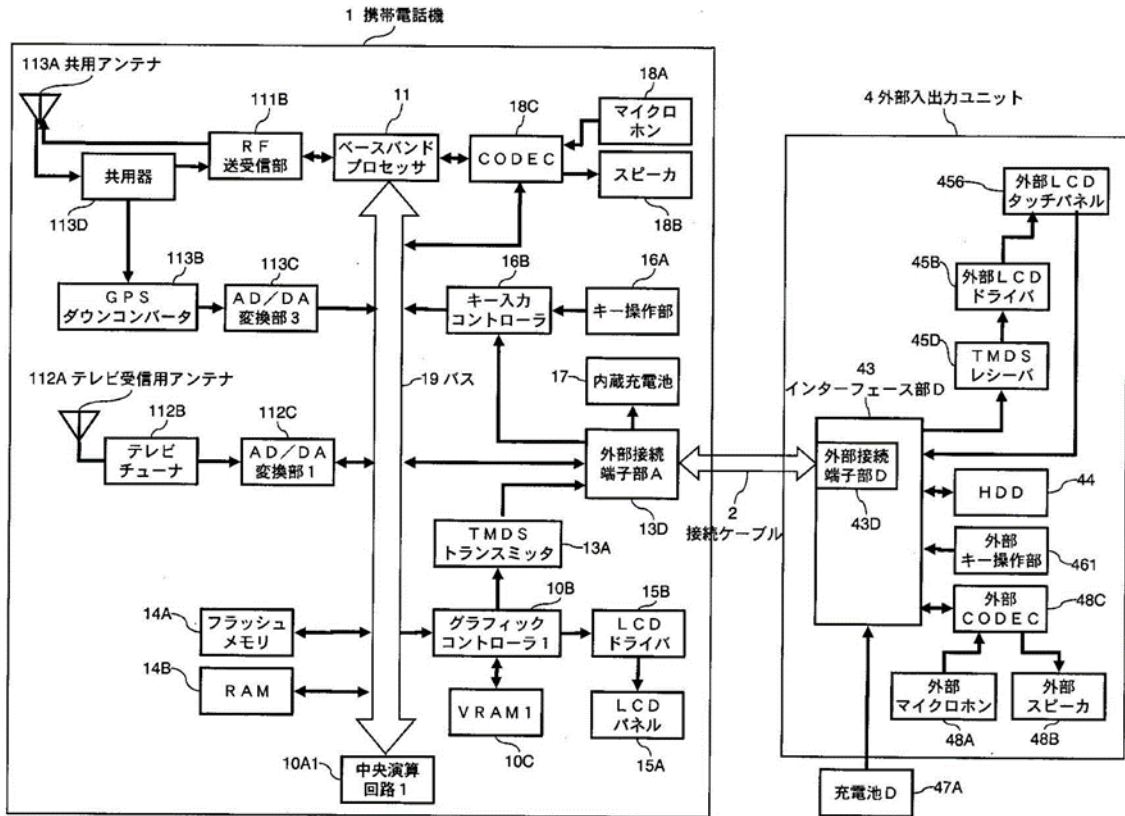 1 携帯電話機
113A 共用アンテナ
111B
RF
送受信部
11
ベースバンド
プロセッサ
18C
CODEC
18A
マイクロ
ホン
スピーカ
18B
共用器
113D
113B
GPS
ダウンコンバータ
113C
AD/DA
変換部3
16B
キー入力
コントローラ
16A
キー操作部
19 バス
17
内蔵充電池
112A テレビ受信用アンテナ
112B
テレビ
チューナ
112C
AD/DA
変換部1
外部接続
端子部A
13D
TMDS
トランスミッタ
13A
14A
フラッシュ
メモリ
14B
RAM
10B
グラフィック
コントローラ1
15B
LCD
ドライバ
VRAM1
10C
LCD
パネル
15A
10A1
中央演算
回路1
2
接続ケーブル
4 外部入出力ユニット
456
外部LCD
タッチパネル
45B
外部LCD
ドライバ
45D
TMDS
レシーバ
43
インターフェース部D
外部接続
端子部D
43D
HDD
44
外部
キー操作部
461
外部
CODEC
48C
外部
マイクロホン
48A
外部
スピーカ
48B
充電池D
47A